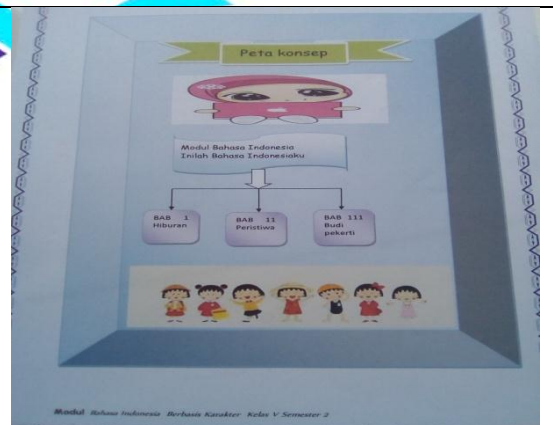 Peta konsep
Modul Bahasa Indonesia
Inilah Bahasa Indonesiaku
BAB 1
Hiburan
BAB 11
Peristiwa
BAB 111
Budi
pekerti
Modul Bahasa Indonesia Berbasis Karakter Kelas V Semester 2